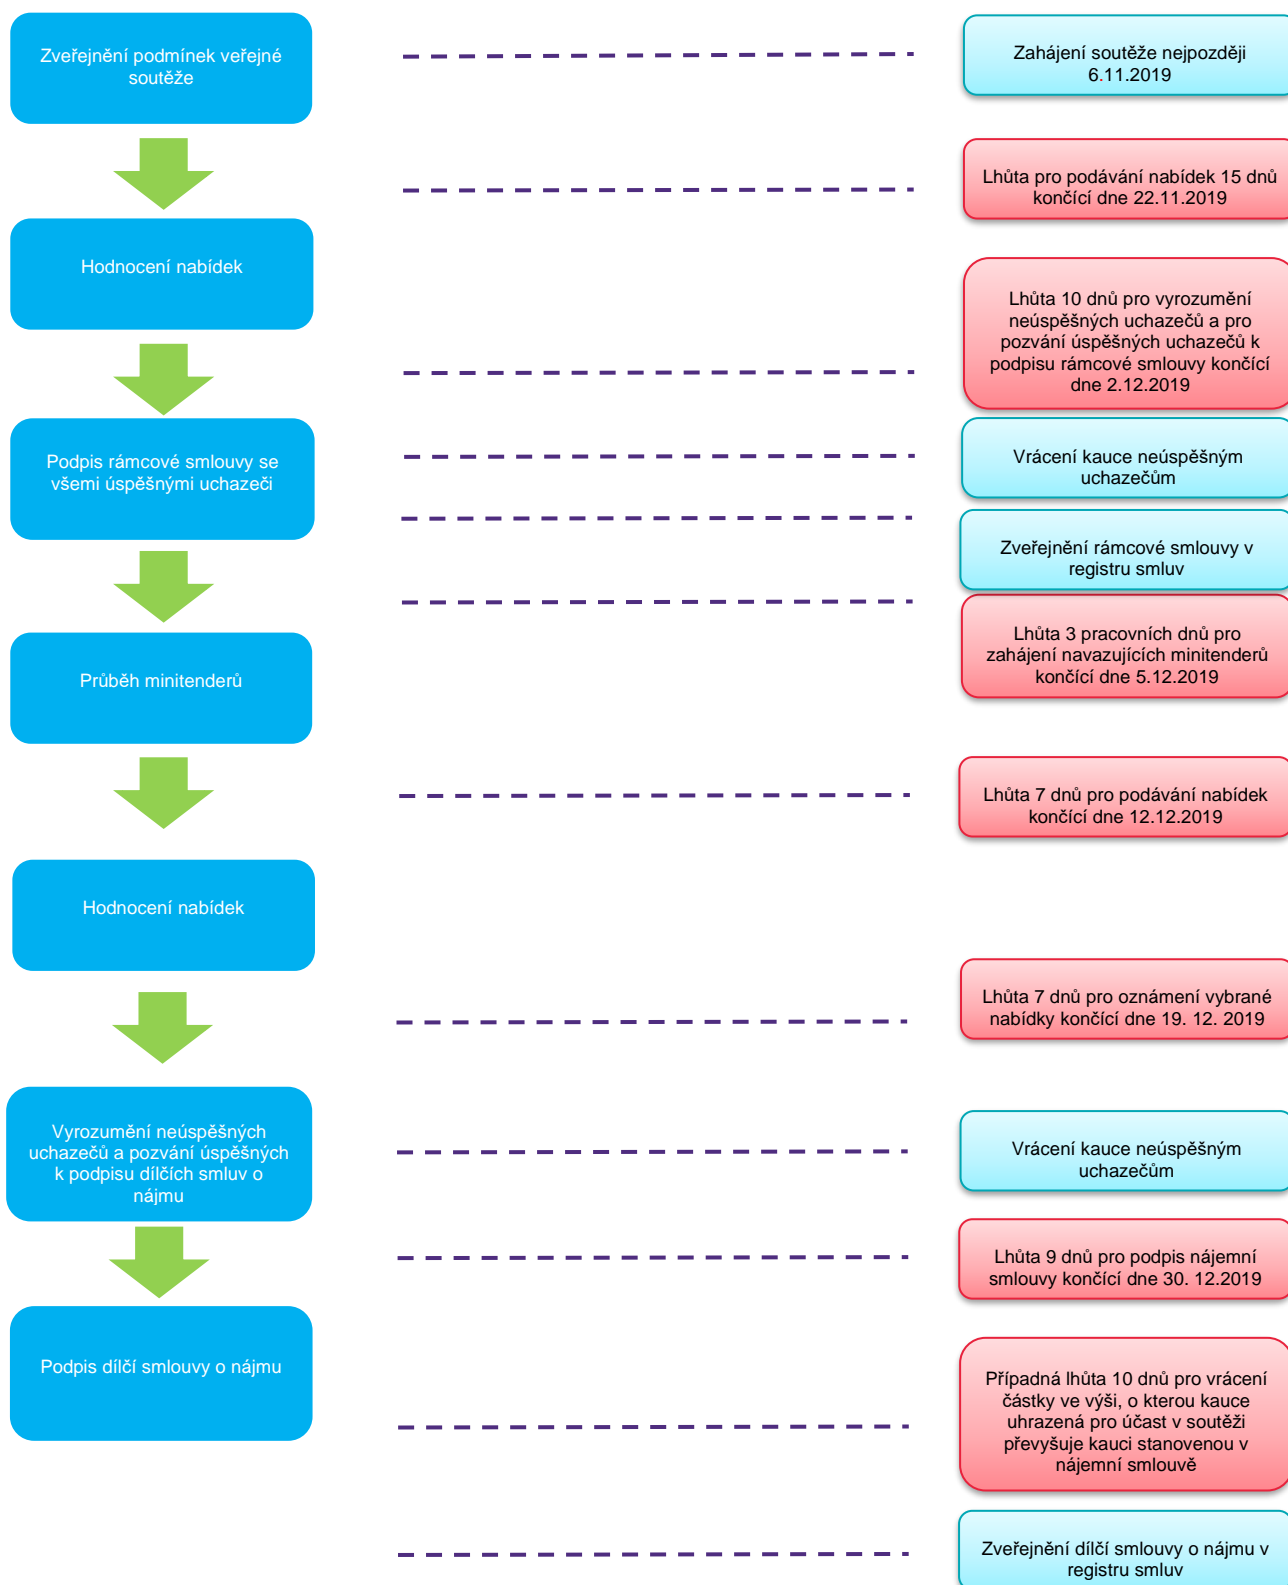 Zveřejnění podmínek veřejné
soutěže
Zahájení soutěže nejpozději
6.11.2019
Lhůta pro podávání nabídek 15 dnů
končící dne 22.11.2019
Hodnocení nabídek
Lhůta 10 dnů pro vyrozumění
neúspěšných uchazečů a pro
pozvání úspěšných uchazečů k
podpisu rámcové smlouvy končící
dne 2.12.2019
Podpis rámcové smlouvy se
všemi úspěšnými uchazeči
Vrácení kauce neúspěšným
uchazečům
Zveřejnění rámcové smlouvy v
registru smluv
Lhůta 3 pracovních dnů pro
zahájení navazujících minitenderů
končící dne 5.12.2019
Průběh minitenderů
Lhůta 7 dnů pro podávání nabídek
končící dne 12.12.2019
Hodnocení nabídek
Lhůta 7 dnů pro oznámení vybrané
nabídky končící dne 19. 12. 2019
Vyrozumění neúspěšných
uchazečů a pozvání úspěšných
k podpisu dílčích smluv o
nájmu
Vrácení kauce neúspěšným
uchazečům
Lhůta 9 dnů pro podpis nájemní
smlouvy končící dne 30. 12.2019
Podpis dílčí smlouvy o nájmu
Případná lhůta 10 dnů pro vrácení
částky ve výši, o kterou kauce
uhrazená pro účast v soutěži
převyšuje kauci stanovenou v
nájemní smlouvě
Zveřejnění dílčí smlouvy o nájmu v
registru smluv